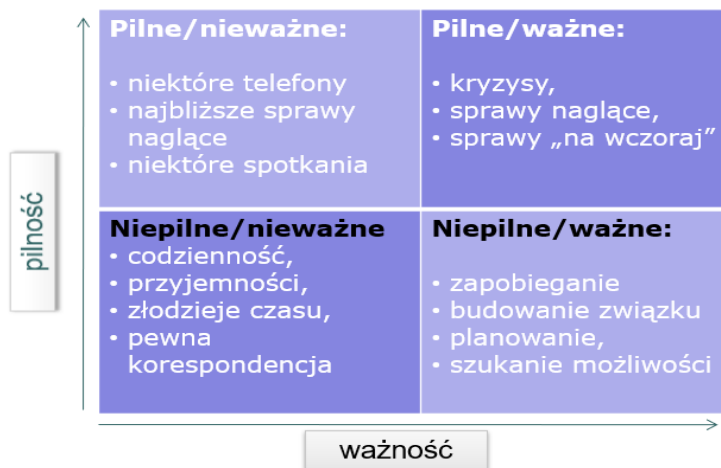 Pilne/nieważne:
• niektóre telefony
• najbliższe sprawy
naglące
• niektóre spotkania
Pilne/ważne:
• kryzysy,
• sprawy naglące,
• sprawy „na wczoraj”
pilność
Niepilne/nieważne
• codzienność,
• przyjemności,
• złodzieje czasu,
• pewna
korespondencja
Niepilne/ważne:
• zapobieganie
• budowanie związku
• planowanie,
• szukanie możliwości
ważność